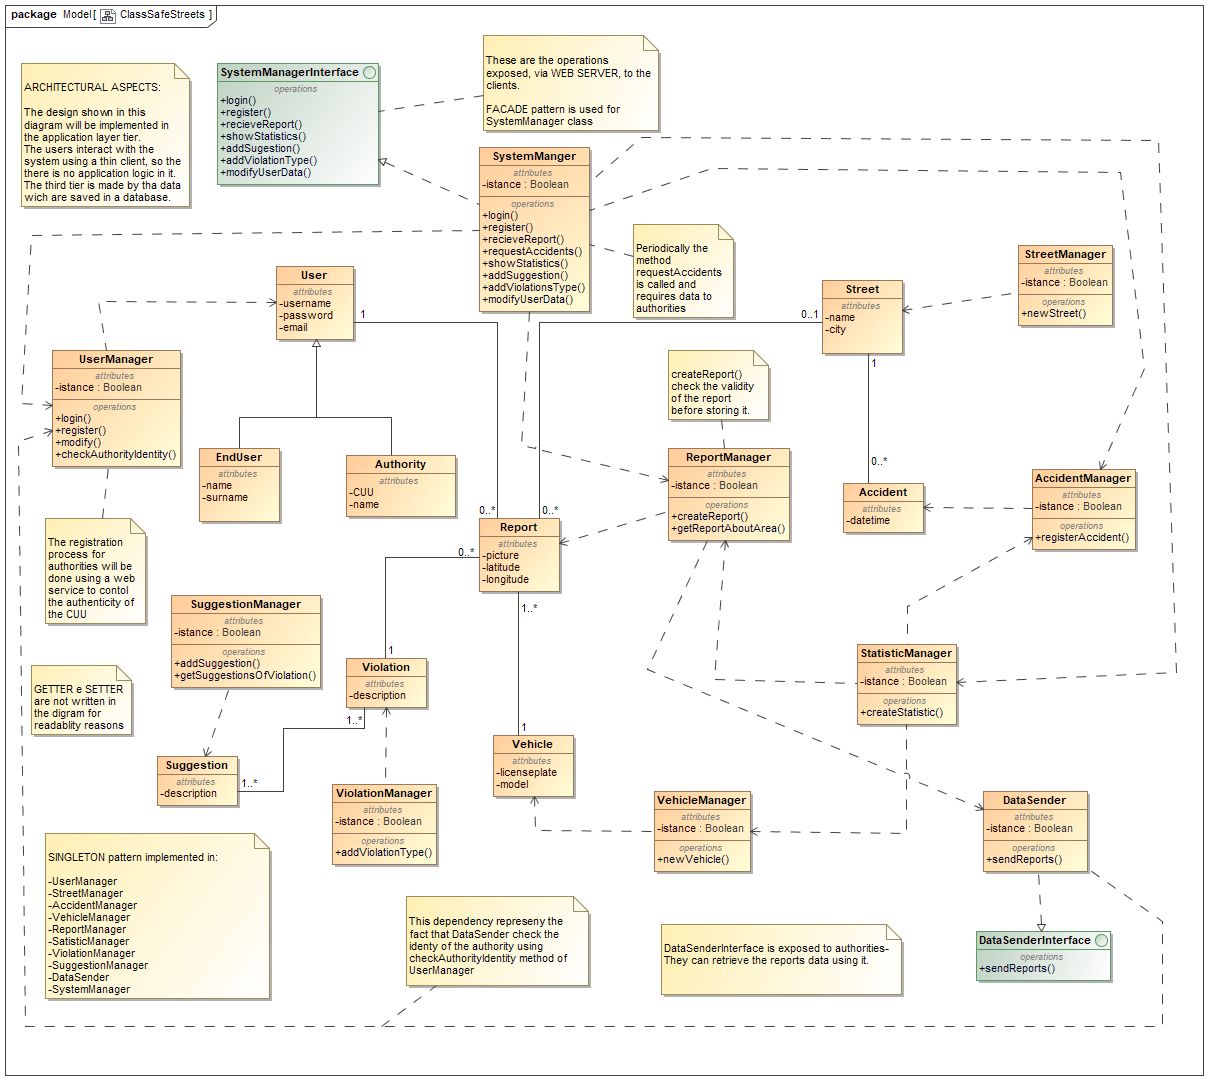 package Model[ ClassSafeStreets ]
ARCHITECTURAL ASPECTS:
The design shown in this
diagram will be implemented in
the application layer tier.
The users interact with the
system using a thin client, so the
there is no application logic in it.
The third tier is made by tha data
wich are saved in a database.
SystemManagerInterface
operations
+login()
+register()
+recieveReport()
+showStatistics()
+addSugestion()
+addViolationType()
+modifyUserData()
These are the operations
exposed, via WEB SERVER, to the
clients.
FACADE pattern is used for
SystemManager class
SystemManger
attributes
-istance : Boolean
operations
+login()
+register()
+recieveReport()
+requestAccidents()
+showStatistics()
+addSuggestion()
+addViolationsType()
+modifyUserData()
Periodically the
method
requestAccidents
is called and
requires data to
authorities
StreetManager
attributes
-istance : Boolean
operations
+newStreet()
User
attributes
-username
-password
-email
1
Street
attributes
-name
-city
0..1
1
UserManager
attributes
-istance : Boolean
operations
+login()
+register()
+modify()
+checkAuthorityIdentity()
createReport()
check the validity
of the report
before storing it.
EndUser
attributes
-name
-surname
Authority
attributes
-CUU
-name
ReportManager
attributes
-istance : Boolean
operations
+createReport()
+getReportAboutArea()
0..*
Accident
attributes
-datetime
AccidentManager
attributes
-istance : Boolean
operations
+registerAccident()
The registration
process for
authorities will be
done using a web
service to contol
the authenticity of
the CUU
0..*
0..*
Report
attributes
-picture
-latitude
-longitude
0..*
1..*
SuggestionManager
attributes
-istance : Boolean
operations
+addSuggestion()
+getSuggestionsOfViolation()
1
Violation
attributes
-description
1..*
StatisticManager
attributes
-istance : Boolean
operations
+createStatistic()
GETTER e SETTER
are not written in
the digram for
readablity reasons
1
Vehicle
attributes
-licenseplate
-model
Suggestion
attributes
-description
1..*
ViolationManager
attributes
-istance : Boolean
operations
+addViolationType()
VehicleManager
attributes
-istance : Boolean
operations
+newVehicle()
DataSender
attributes
-istance : Boolean
operations
+sendReports()
SINGLETON pattern implemented in:
-UserManager
-StreetManager
-AccidentManager
-VehicleManager
-ReportManager
-SatisticManager
-ViolationManager
-SuggestionManager
-DataSender
-SystemManager
This dependency represeny the
fact that DataSender check the
identy of the authority using
checkAuthorityIdentity method of
UserManager
DataSenderInterface is exposed to authorities-
They can retrieve the reports data using it.
DataSenderInterface
operations
+sendReports()